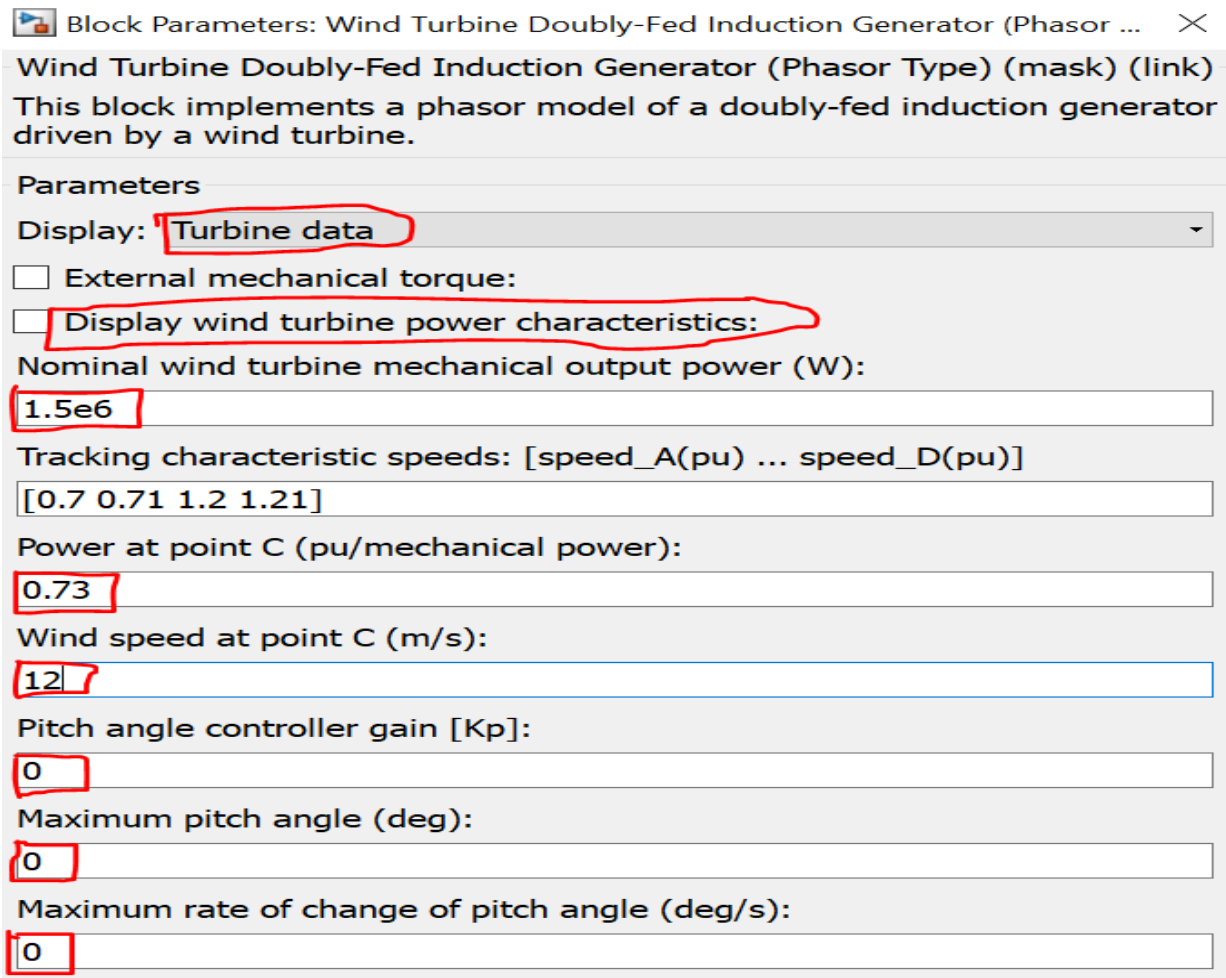 Block Parameters: Wind Turbine Doubly-Fed Induction Generator (Phasor ...
Wind Turbine Doubly-Fed Induction Generator (Phasor Type) (mask) (link)
This block implements a phasor model of a doubly-fed induction generator
driven by a wind turbine.
Parameters
Display: Turbine data
External mechanical torque:
Display wind turbine power characteristics:
Nominal wind turbine mechanical output power (W):
1.5e6
Tracking characteristic speeds: [speed_A(pu) ... speed_D(pu)]
[0.7 0.71 1.2 1.21]
Power at point C (pu/mechanical power):
0.73
Wind speed at point C (m/s):
12
Pitch angle controller gain [Kp]:
0
Maximum pitch angle (deg):
0
Maximum rate of change of pitch angle (deg/s):
0